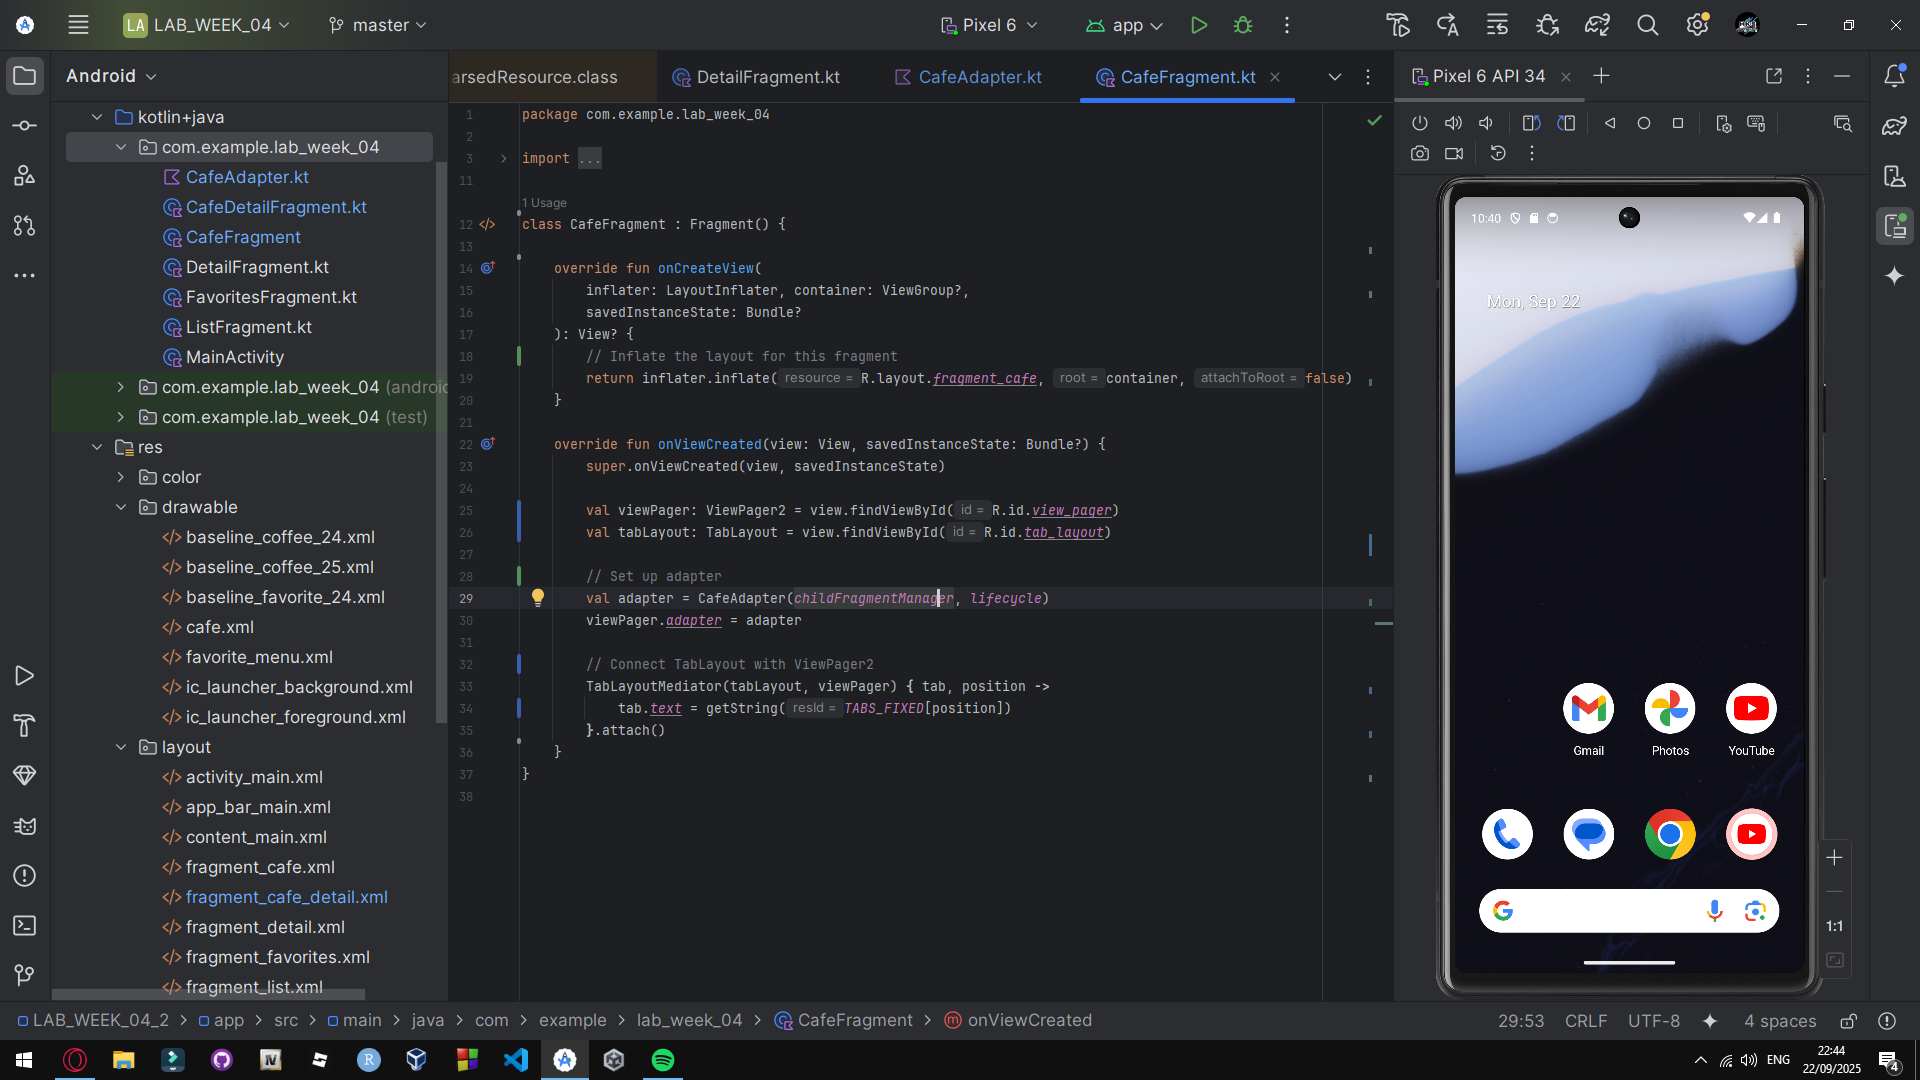 LA LAB_WEEK_04
master
Pixel 6
app
Android
arsedResource.class
DetailFragment.kt
CafeAdapter.kt
CafeFragment.kt
Pixel 6 API 34
kotlin+java
com.example.lab_week_04
CafeAdapter.kt
CafeDetailFragment.kt
CafeFragment
DetailFragment.kt
FavoritesFragment.kt
ListFragment.kt
MainActivity
com.example.lab_week_04 (androi
com.example.lab_week_04 (test)
res
color
drawable
baseline_coffee_24.xml
baseline_coffee_25.xml
baseline_favorite_24.xml
cafe.xml
favorite_menu.xml
ic_launcher_background.xml
ic_launcher_foreground.xml
layout
activity_main.xml
app_bar_main.xml
content_main.xml
fragment_cafe.xml
fragment_cafe_detail.xml
fragment_detail.xml
fragment_favorites.xml
fragment_list.xml
1 package com.example.lab_week_04
2
3 import ...
11
1 Usage
12 class CafeFragment : Fragment() {
13
14 override fun onCreateView(
15 inflater: LayoutInflater, container: ViewGroup?,
16 savedInstanceState: Bundle?
17 ): View? {
18 // Inflate the layout for this fragment
19 return inflater.inflate( resource = R.layout.fragment_cafe, root = container, attachToRoot = false)
20 }
21
22 override fun onViewCreated(view: View, savedInstanceState: Bundle?) {
23 super.onViewCreated(view, savedInstanceState)
24
25 val viewPager: ViewPager2 = view.findViewById( id = R.id.view_pager)
26 val tabLayout: TabLayout = view.findViewById( id = R.id.tab_layout)
27
28 // Set up adapter
29 val adapter = CafeAdapter(childFragmentManager, lifecycle)
30 viewPager.adapter = adapter
31
32 // Connect TabLayout with ViewPager2
33 TabLayoutMediator(tabLayout, viewPager) { tab, position ->
34 tab.text = getString( resId = TABS_FIXED[position])
35 }.attach()
36 }
37 }
38
10:40
Mon, Sep 22
Gmail
Photos
YouTube
1:1
LAB_WEEK_04_2 > app > src > main > java > com > example > lab_week_04 > CafeFragment > onViewCreated
29:53 CRLF UTF-8 4 spaces
ENG
22:44
22/09/2025
4